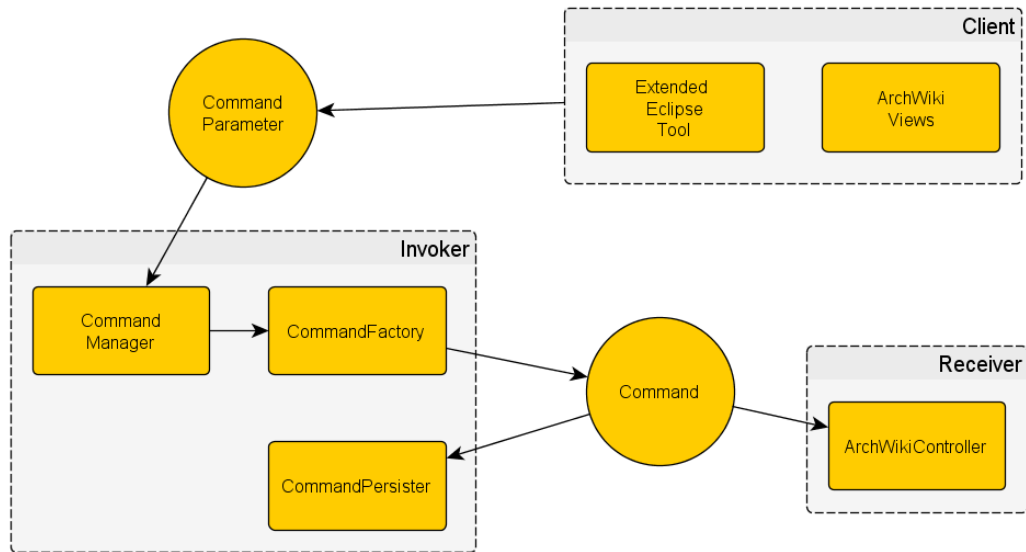 Client
Extended
Eclipse
Tool
ArchWiki
Views
Command
Parameter
Invoker
Command
Manager
CommandFactory
CommandPersister
Command
Receiver
ArchWikiController